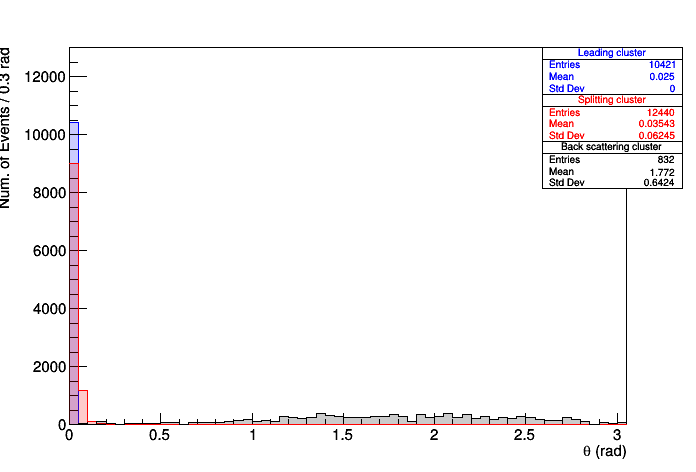 Num. of Events / 0.3 rad
12000
10000
8000
6000
4000
2000
0
0 0.5 1 1.5 2 2.5 3
θ (rad)
Leading cluster
Entries 10421
Mean 0.025
Std Dev 0
Splitting cluster
Entries 12440
Mean 0.03543
Std Dev 0.06245
Back scattering cluster
Entries 832
Mean 1.772
Std Dev 0.6424